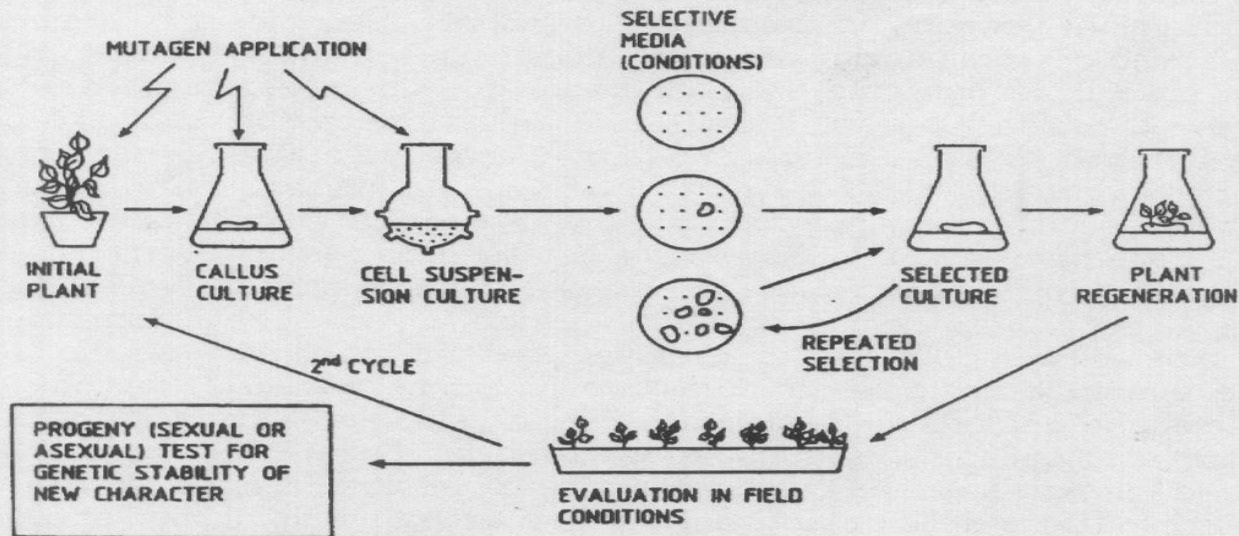 MUTAGEN APPLICATION
SELECTIVE
MEDIA
(CONDITIONS)
INITIAL
PLANT
CALLUS
CULTURE
CELL SUSPEN-
SION CULTURE
SELECTED
CULTURE
PLANT
REGENERATION
REPEATED
SELECTION
2nd CYCLE
PROGENY (SEXUAL OR
ASEXUAL) TEST FOR
GENETIC STABILITY OF
NEW CHARACTER
EVALUATION IN FIELD
CONDITIONS